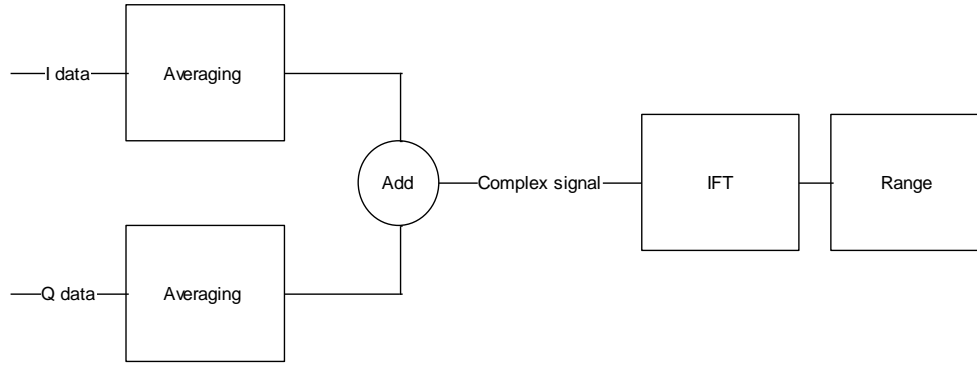 I data
Averaging
Add
Complex signal
IFT
Range
Q data
Averaging